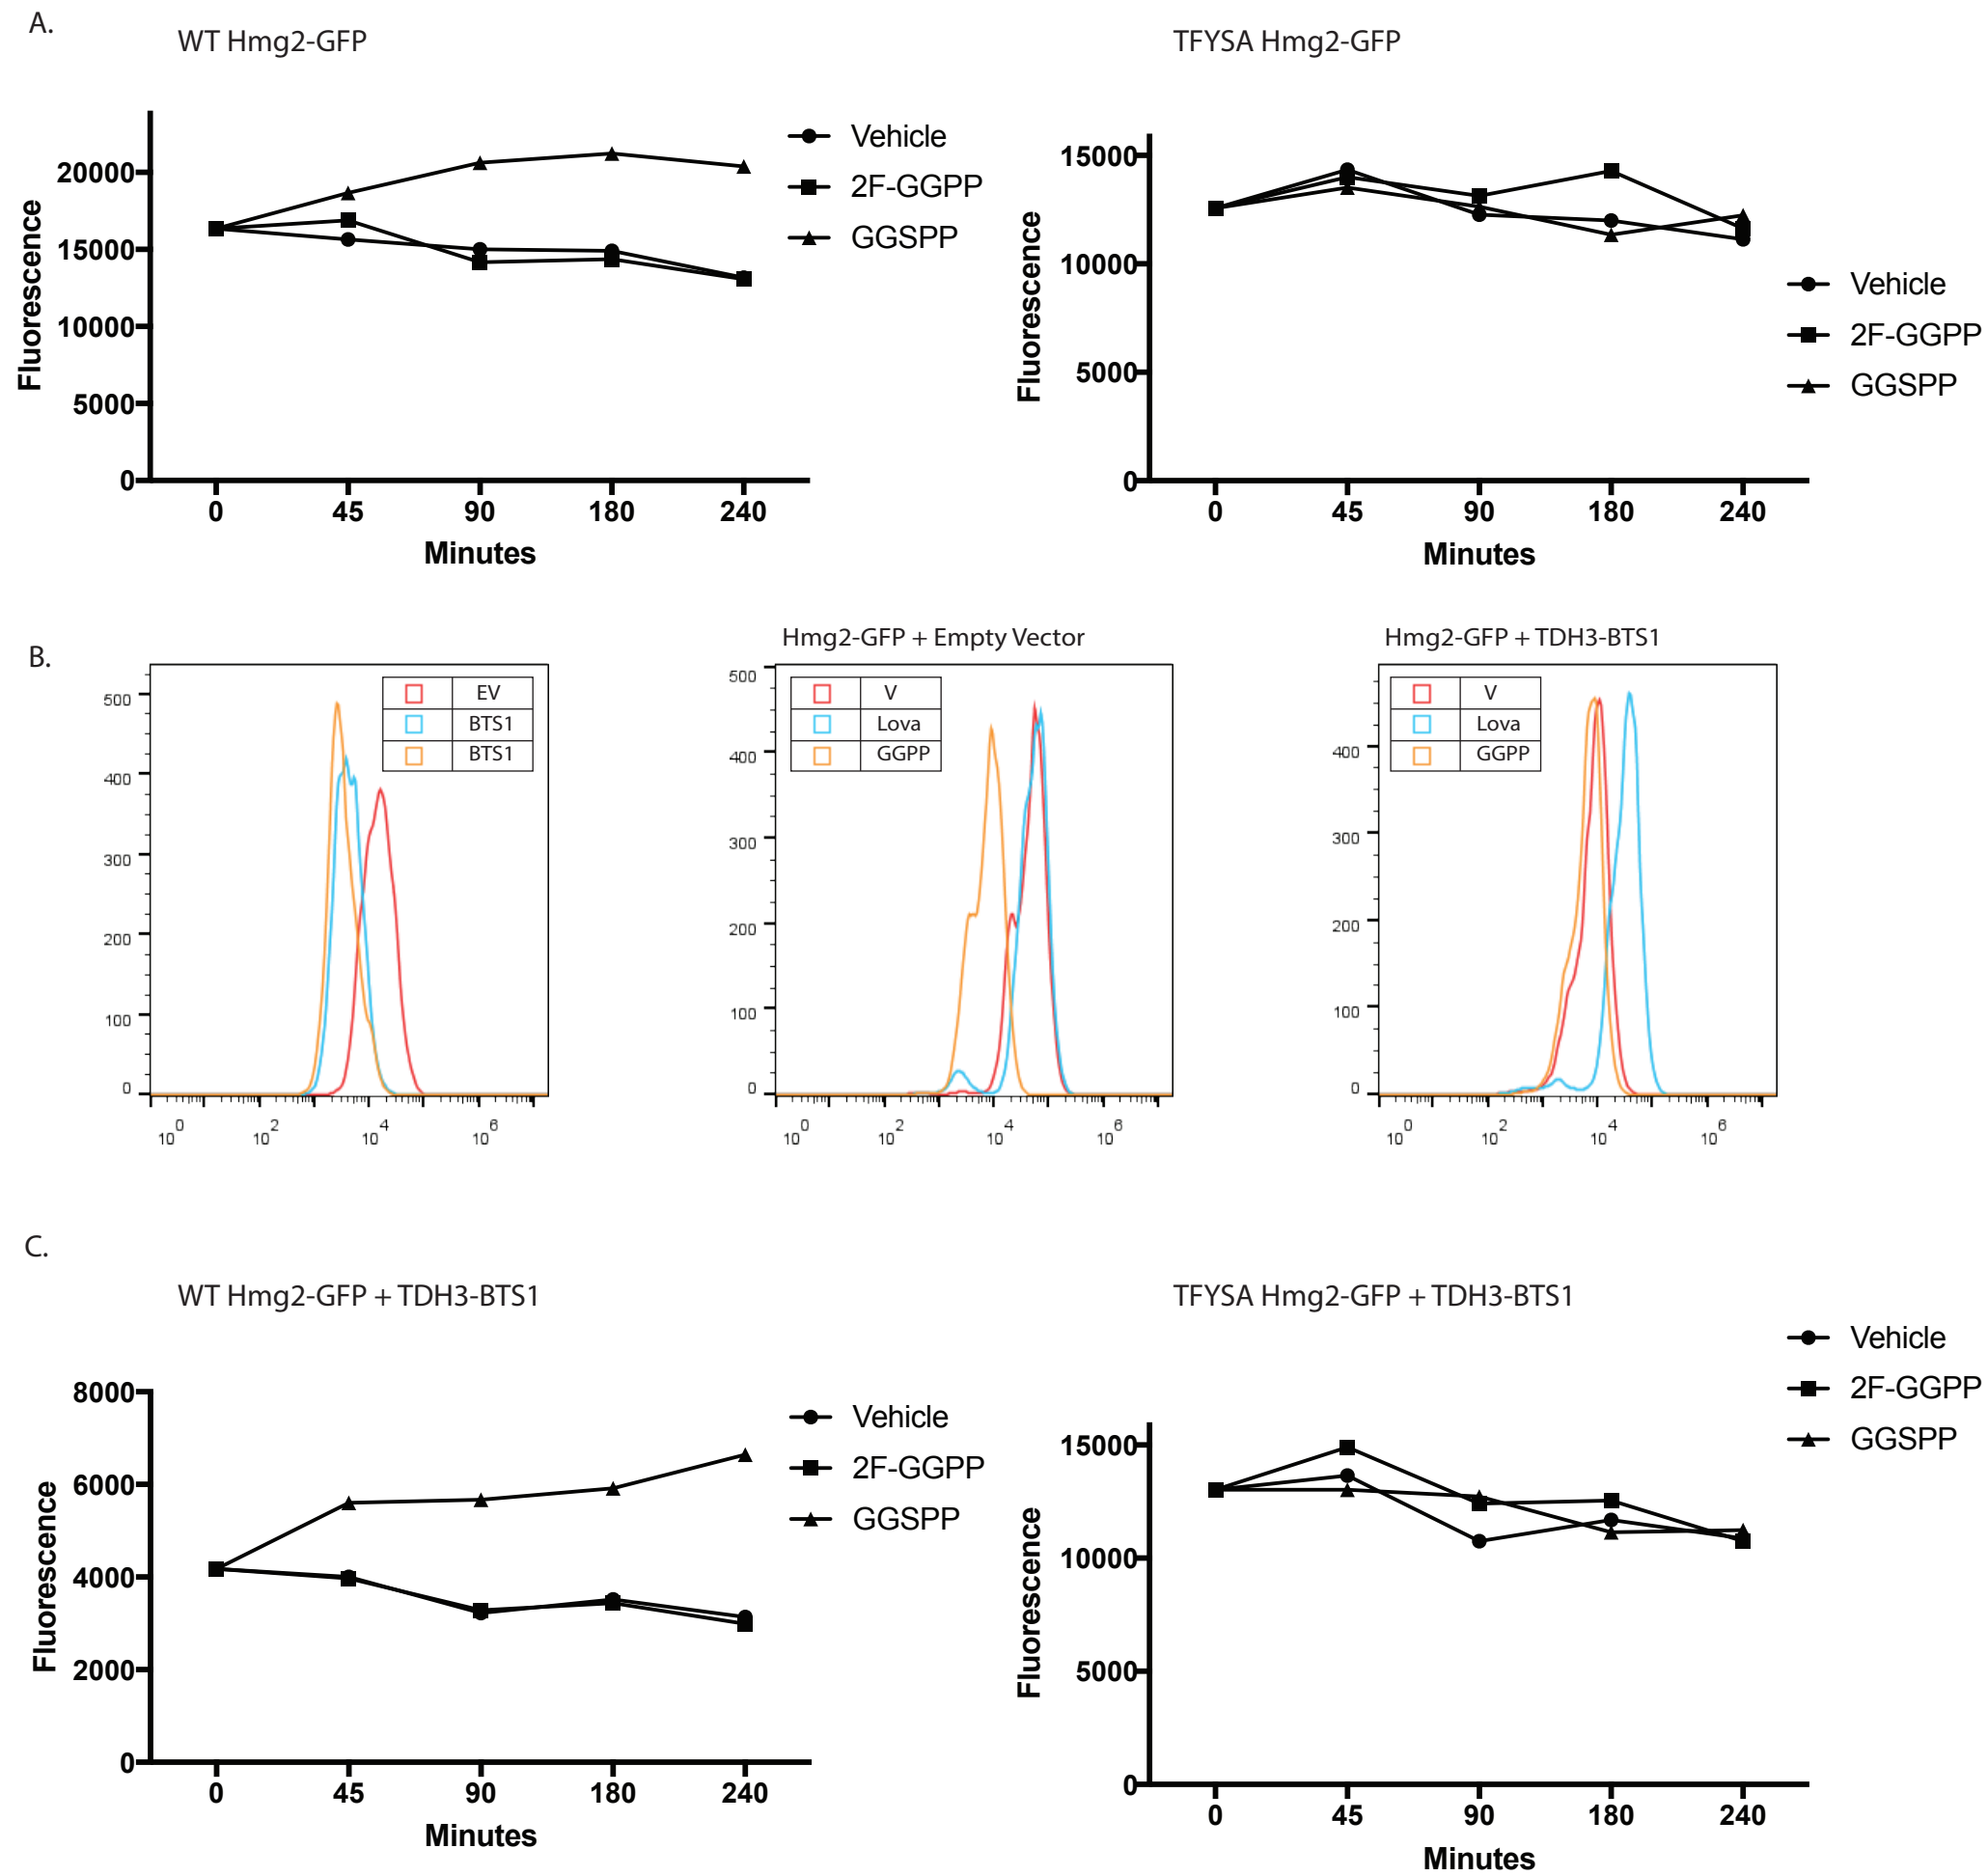 A.
WT Hmg2-GFP
TFYSA Hmg2-GFP
Fluorescence
20000
15000
10000
5000
0
0 45 90 180 240
Minutes
Vehicle
2F-GGPP
GGSPP
Fluorescence
15000
10000
5000
0
0 45 90 180 240
Minutes
Vehicle
2F-GGPP
GGSPP
B.
500
400
300
200
100
0
10^0 10^2 10^4 10^6
EV
BTS1
BTS1
Hmg2-GFP + Empty Vector
500
400
300
200
100
0
10^0 10^2 10^4 10^6
V
Lova
GGPP
Hmg2-GFP + TDH3-BTS1
400
300
200
100
0
10^0 10^2 10^4 10^6
V
Lova
GGPP
C.
WT Hmg2-GFP + TDH3-BTS1
TFYSA Hmg2-GFP + TDH3-BTS1
Fluorescence
8000
6000
4000
2000
0
0 45 90 180 240
Minutes
Vehicle
2F-GGPP
GGSPP
Fluorescence
15000
10000
5000
0
0 45 90 180 240
Minutes
Vehicle
2F-GGPP
GGSPP